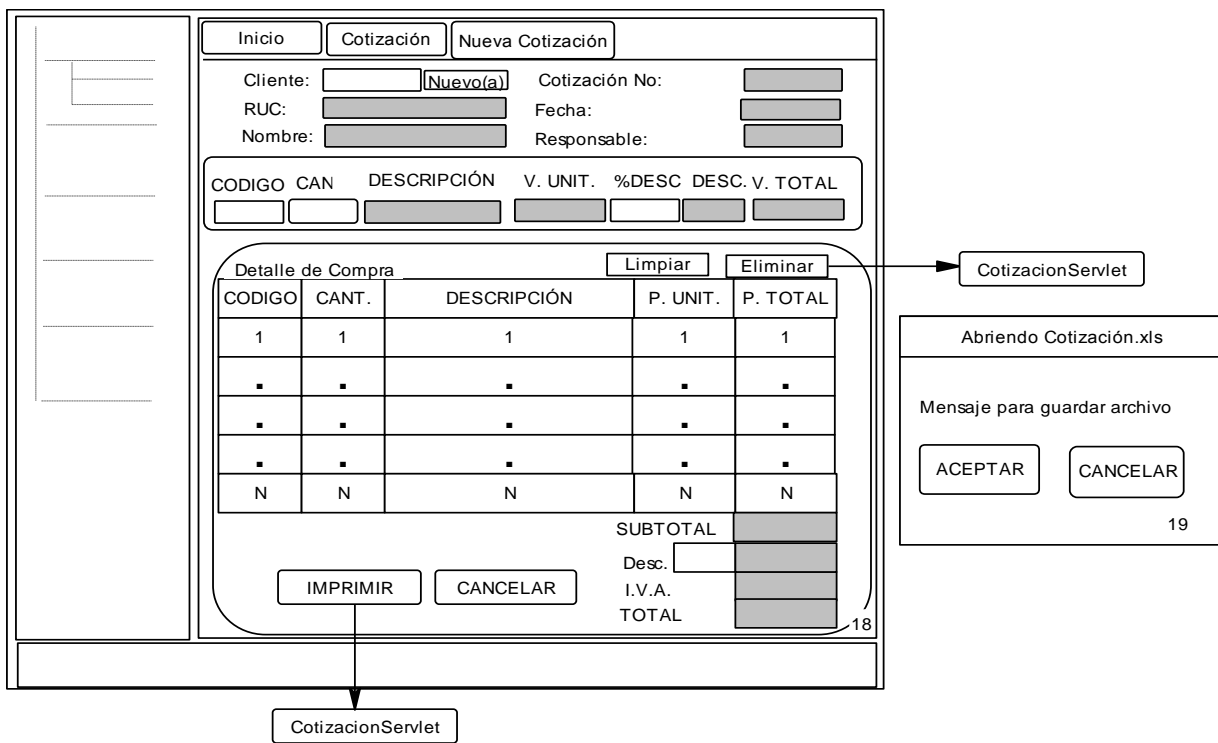 Inicio Cotización Nueva Cotización
Cliente: Nuevo(a) Cotización No:
RUC: Fecha:
Nombre: Responsable:
CODIGO CAN DESCRIPCIÓN V. UNIT. %DESC DESC. V. TOTAL
Detalle de Compra Limpiar Eliminar CotizacionServlet
CODIGO CANT. DESCRIPCIÓN P. UNIT. P. TOTAL
1 1 1 1 1
N N N N N
SUBTOTAL
Desc.
I.V.A.
TOTAL
IMPRIMIR CANCELAR
18
CotizacionServlet
Abriendo Cotización.xls
Mensaje para guardar archivo
ACEPTAR CANCELAR
19